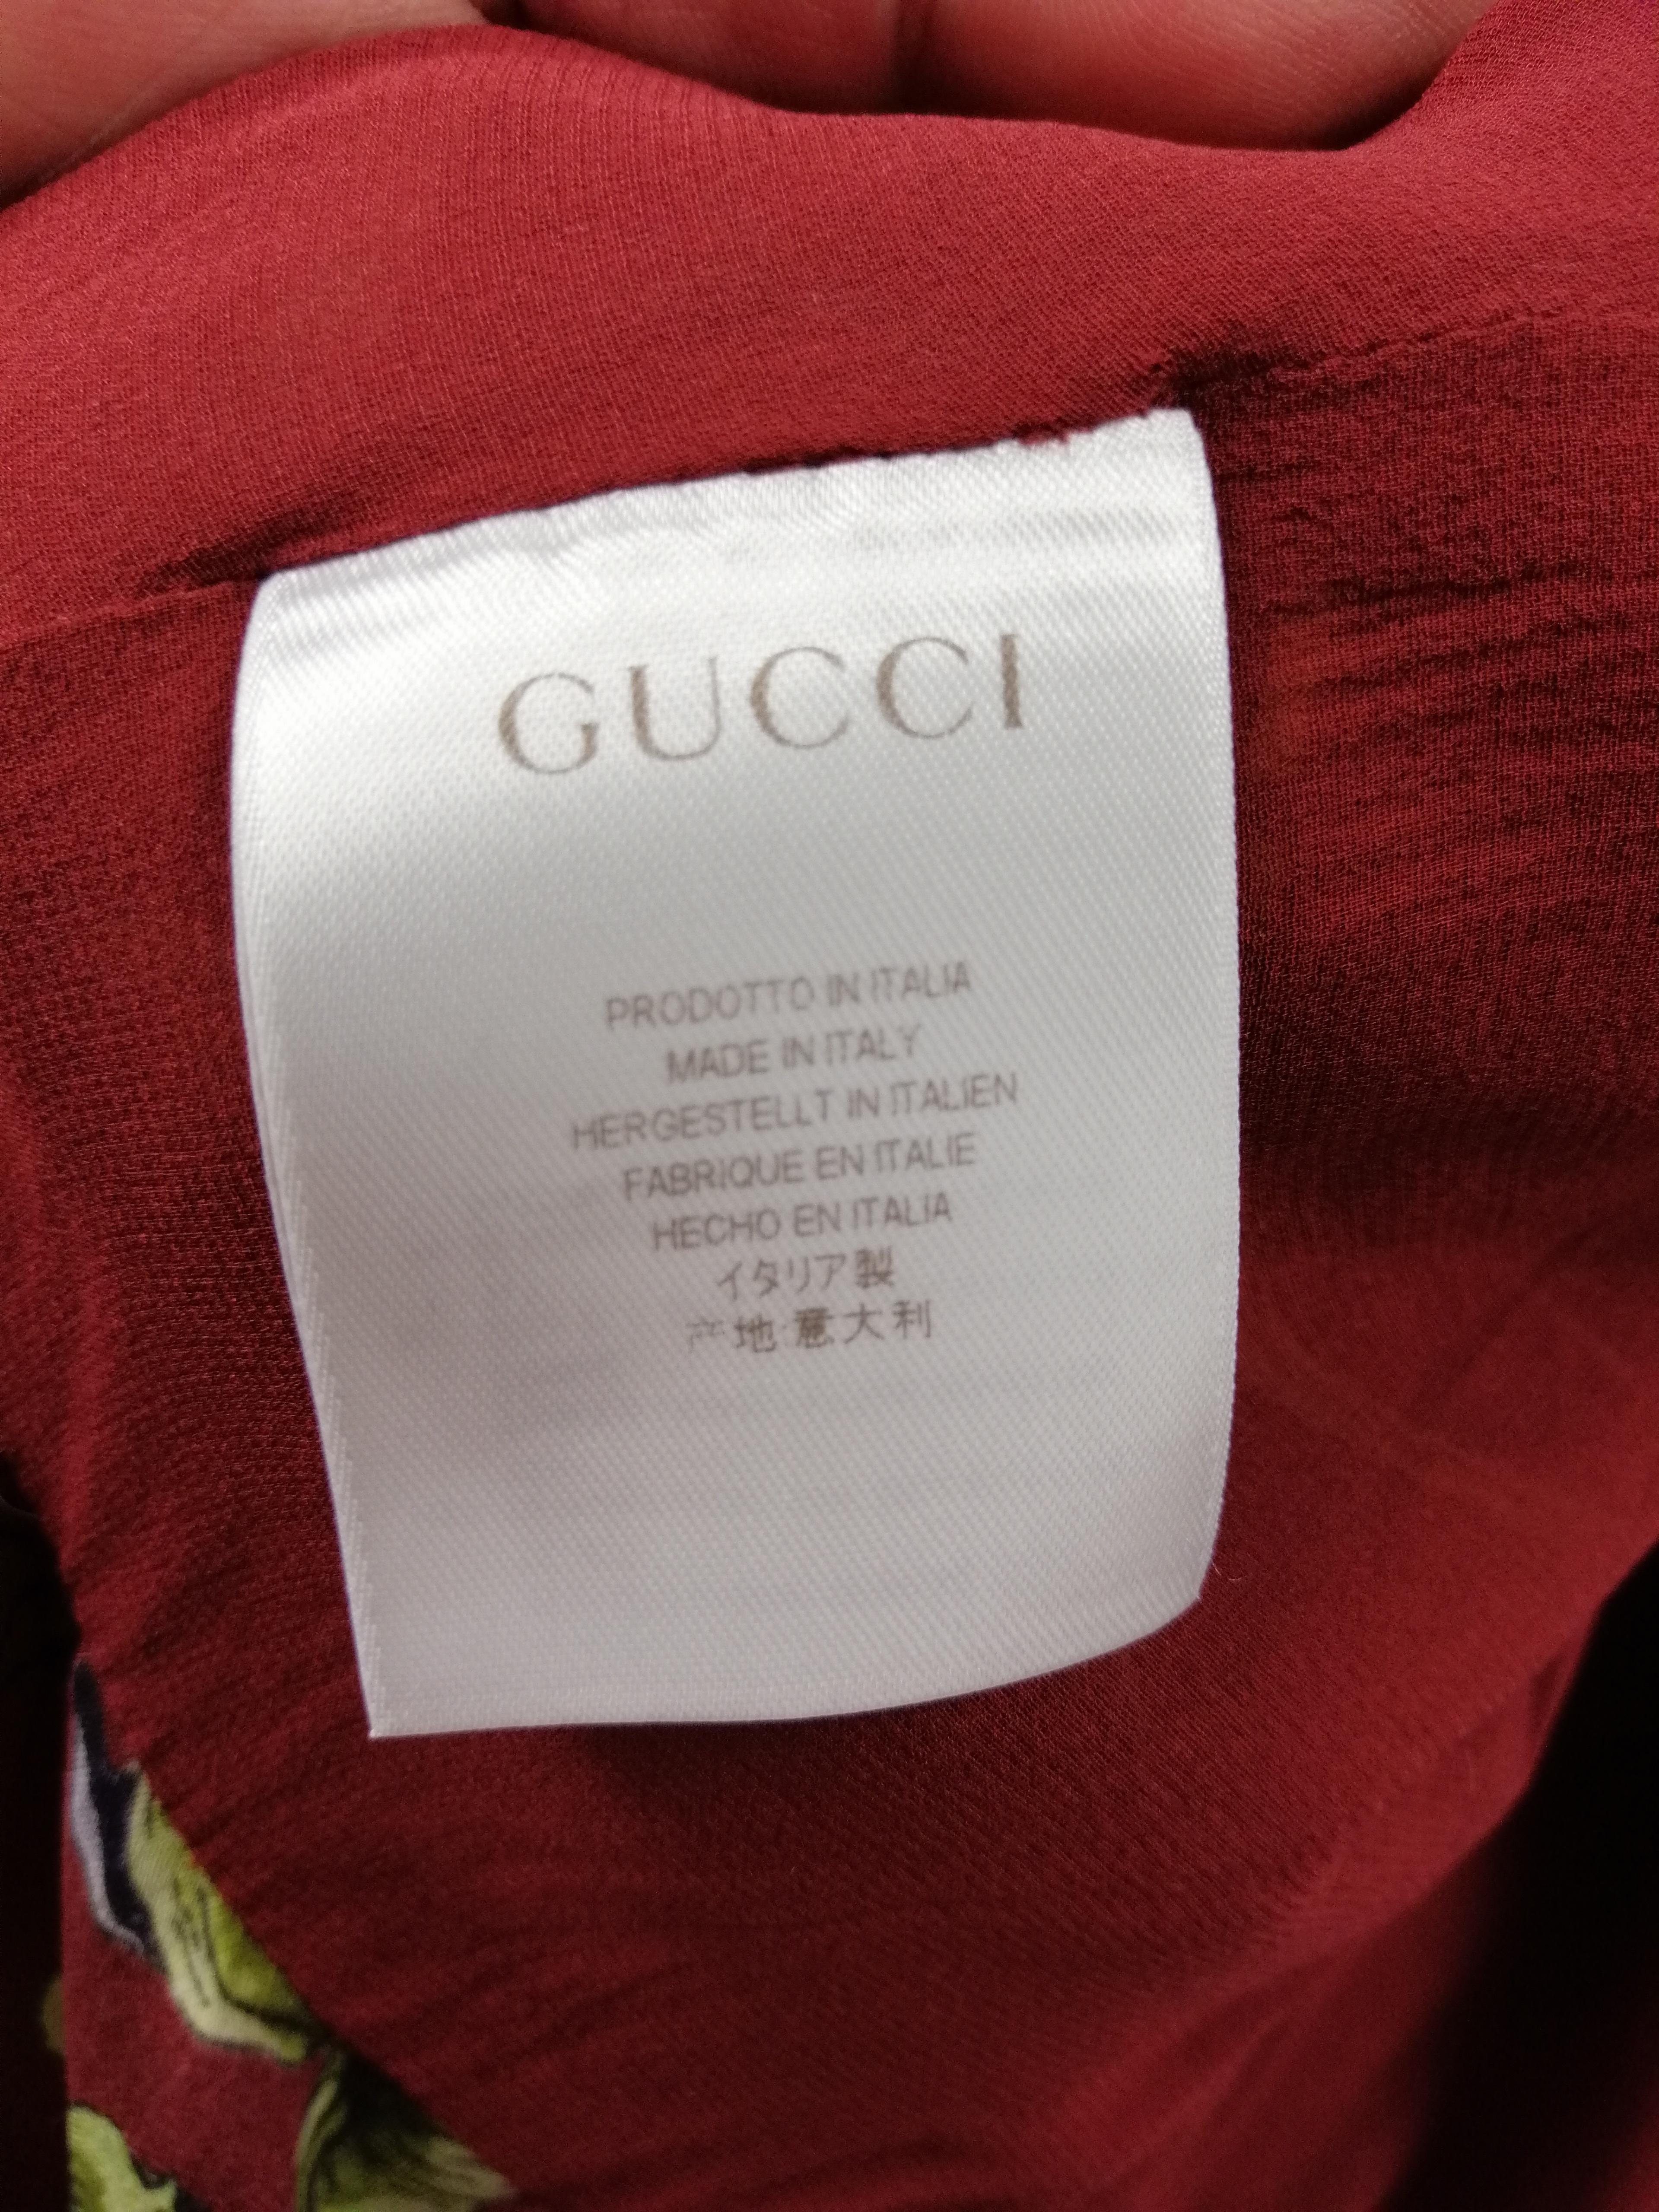 GUCCI
PRODOTTO IN ITALIA
MADE IN ITALY
HERGESTELLT IN ITALIEN
FABRIQUE EN ITALIE
HECHO EN ITALIA
イタリア製
产地:意大利